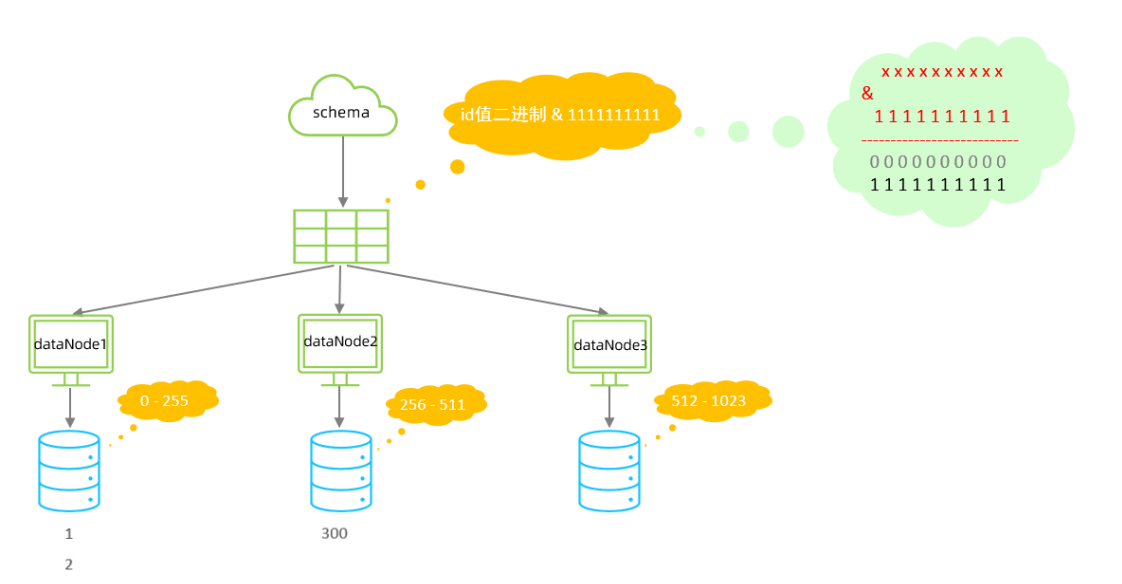 schema
id值二进制 & 1111111111
x x x x x x x x x x
&
1 1 1 1 1 1 1 1 1 1
---------------------------
0 0 0 0 0 0 0 0 0 0
1 1 1 1 1 1 1 1 1 1
dataNode1
dataNode2
dataNode3
0 - 255
256 - 511
512 - 1023
1
300
2